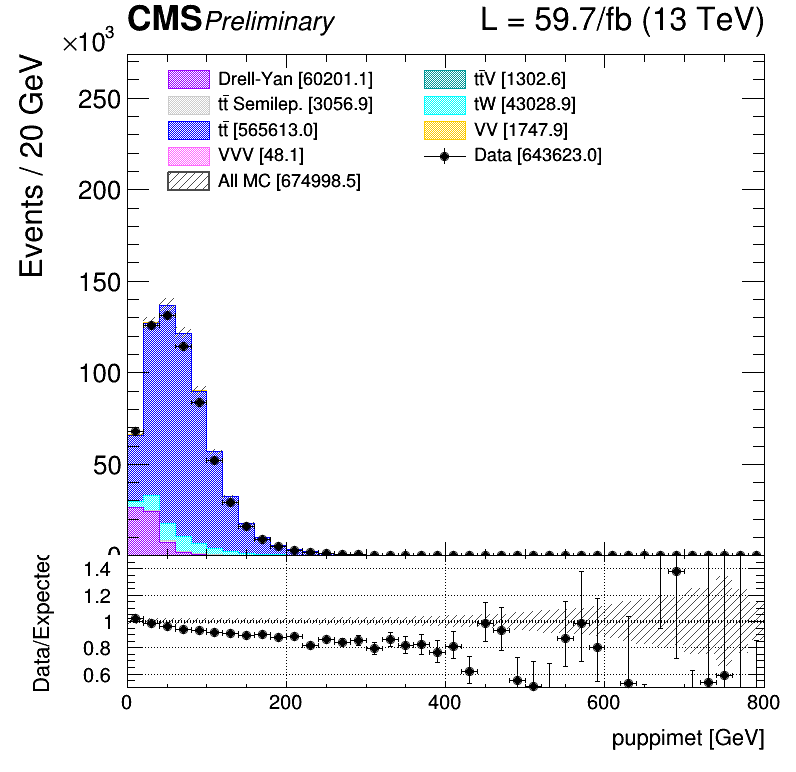 CMS Preliminary L = 59.7/fb (13 TeV)
×10³
Events / 20 GeV
250
200
150
100
50
0
Drell-Yan [60201.1]
tt̄ Semilep. [3056.9]
tt̄ [565613.0]
VVV [48.1]
All MC [674998.5]
tt̄V [1302.6]
tW [43028.9]
VV [1747.9]
Data [643623.0]
Data/Expected
1.4
1.2
1
0.8
0.6
0 200 400 600 800
puppimet [GeV]